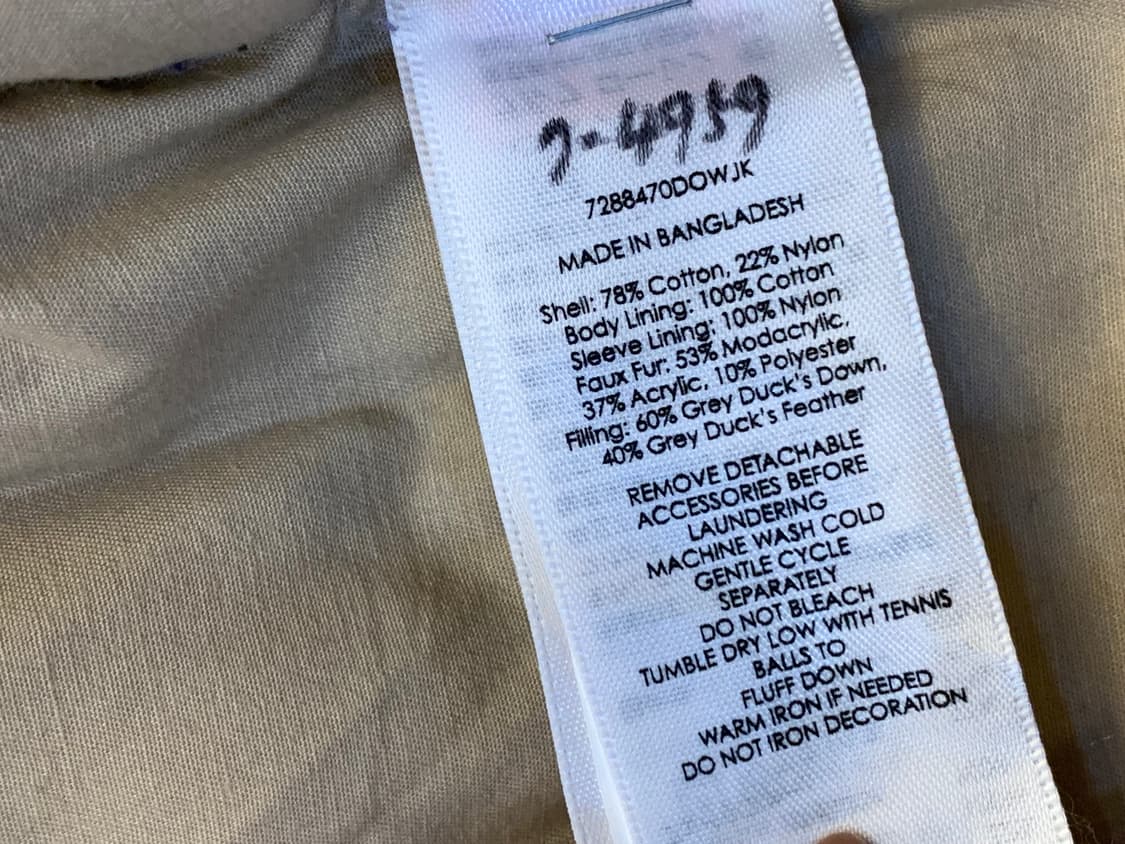 7-4959
7288470DOWJK
MADE IN BANGLADESH
Shell: 78% Cotton, 22% Nylon
Body Lining: 100% Cotton
Sleeve Lining: 100% Nylon
Faux Fur: 53% Modacrylic,
37% Acrylic, 10% Polyester
Filling: 60% Grey Duck's Down,
40% Grey Duck's Feather
REMOVE DETACHABLE
ACCESSORIES BEFORE
LAUNDERING
MACHINE WASH COLD
GENTLE CYCLE
SEPARATELY
DO NOT BLEACH
TUMBLE DRY LOW WITH TENNIS
BALLS TO
FLUFF DOWN
WARM IRON IF NEEDED
DO NOT IRON DECORATION